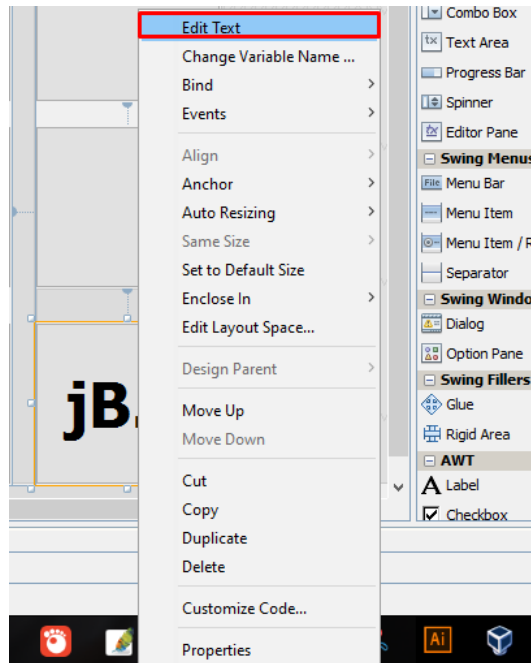 Edit Text
Change Variable Name ...
Bind
Events
Align
Anchor
Auto Resizing
Same Size
Set to Default Size
Enclose In
Edit Layout Space...
Design Parent
Move Up
Move Down
Cut
Copy
Duplicate
Delete
Customize Code...
Properties
jB
Combo Box
Text Area
Progress Bar
Spinner
Editor Pane
Swing Menus
File Menu Bar
Menu Item
Menu Item / R
Separator
Swing Windo
Dialog
Option Pane
Swing Fillers
Glue
Rigid Area
AWT
A Label
Checkbox
Ai